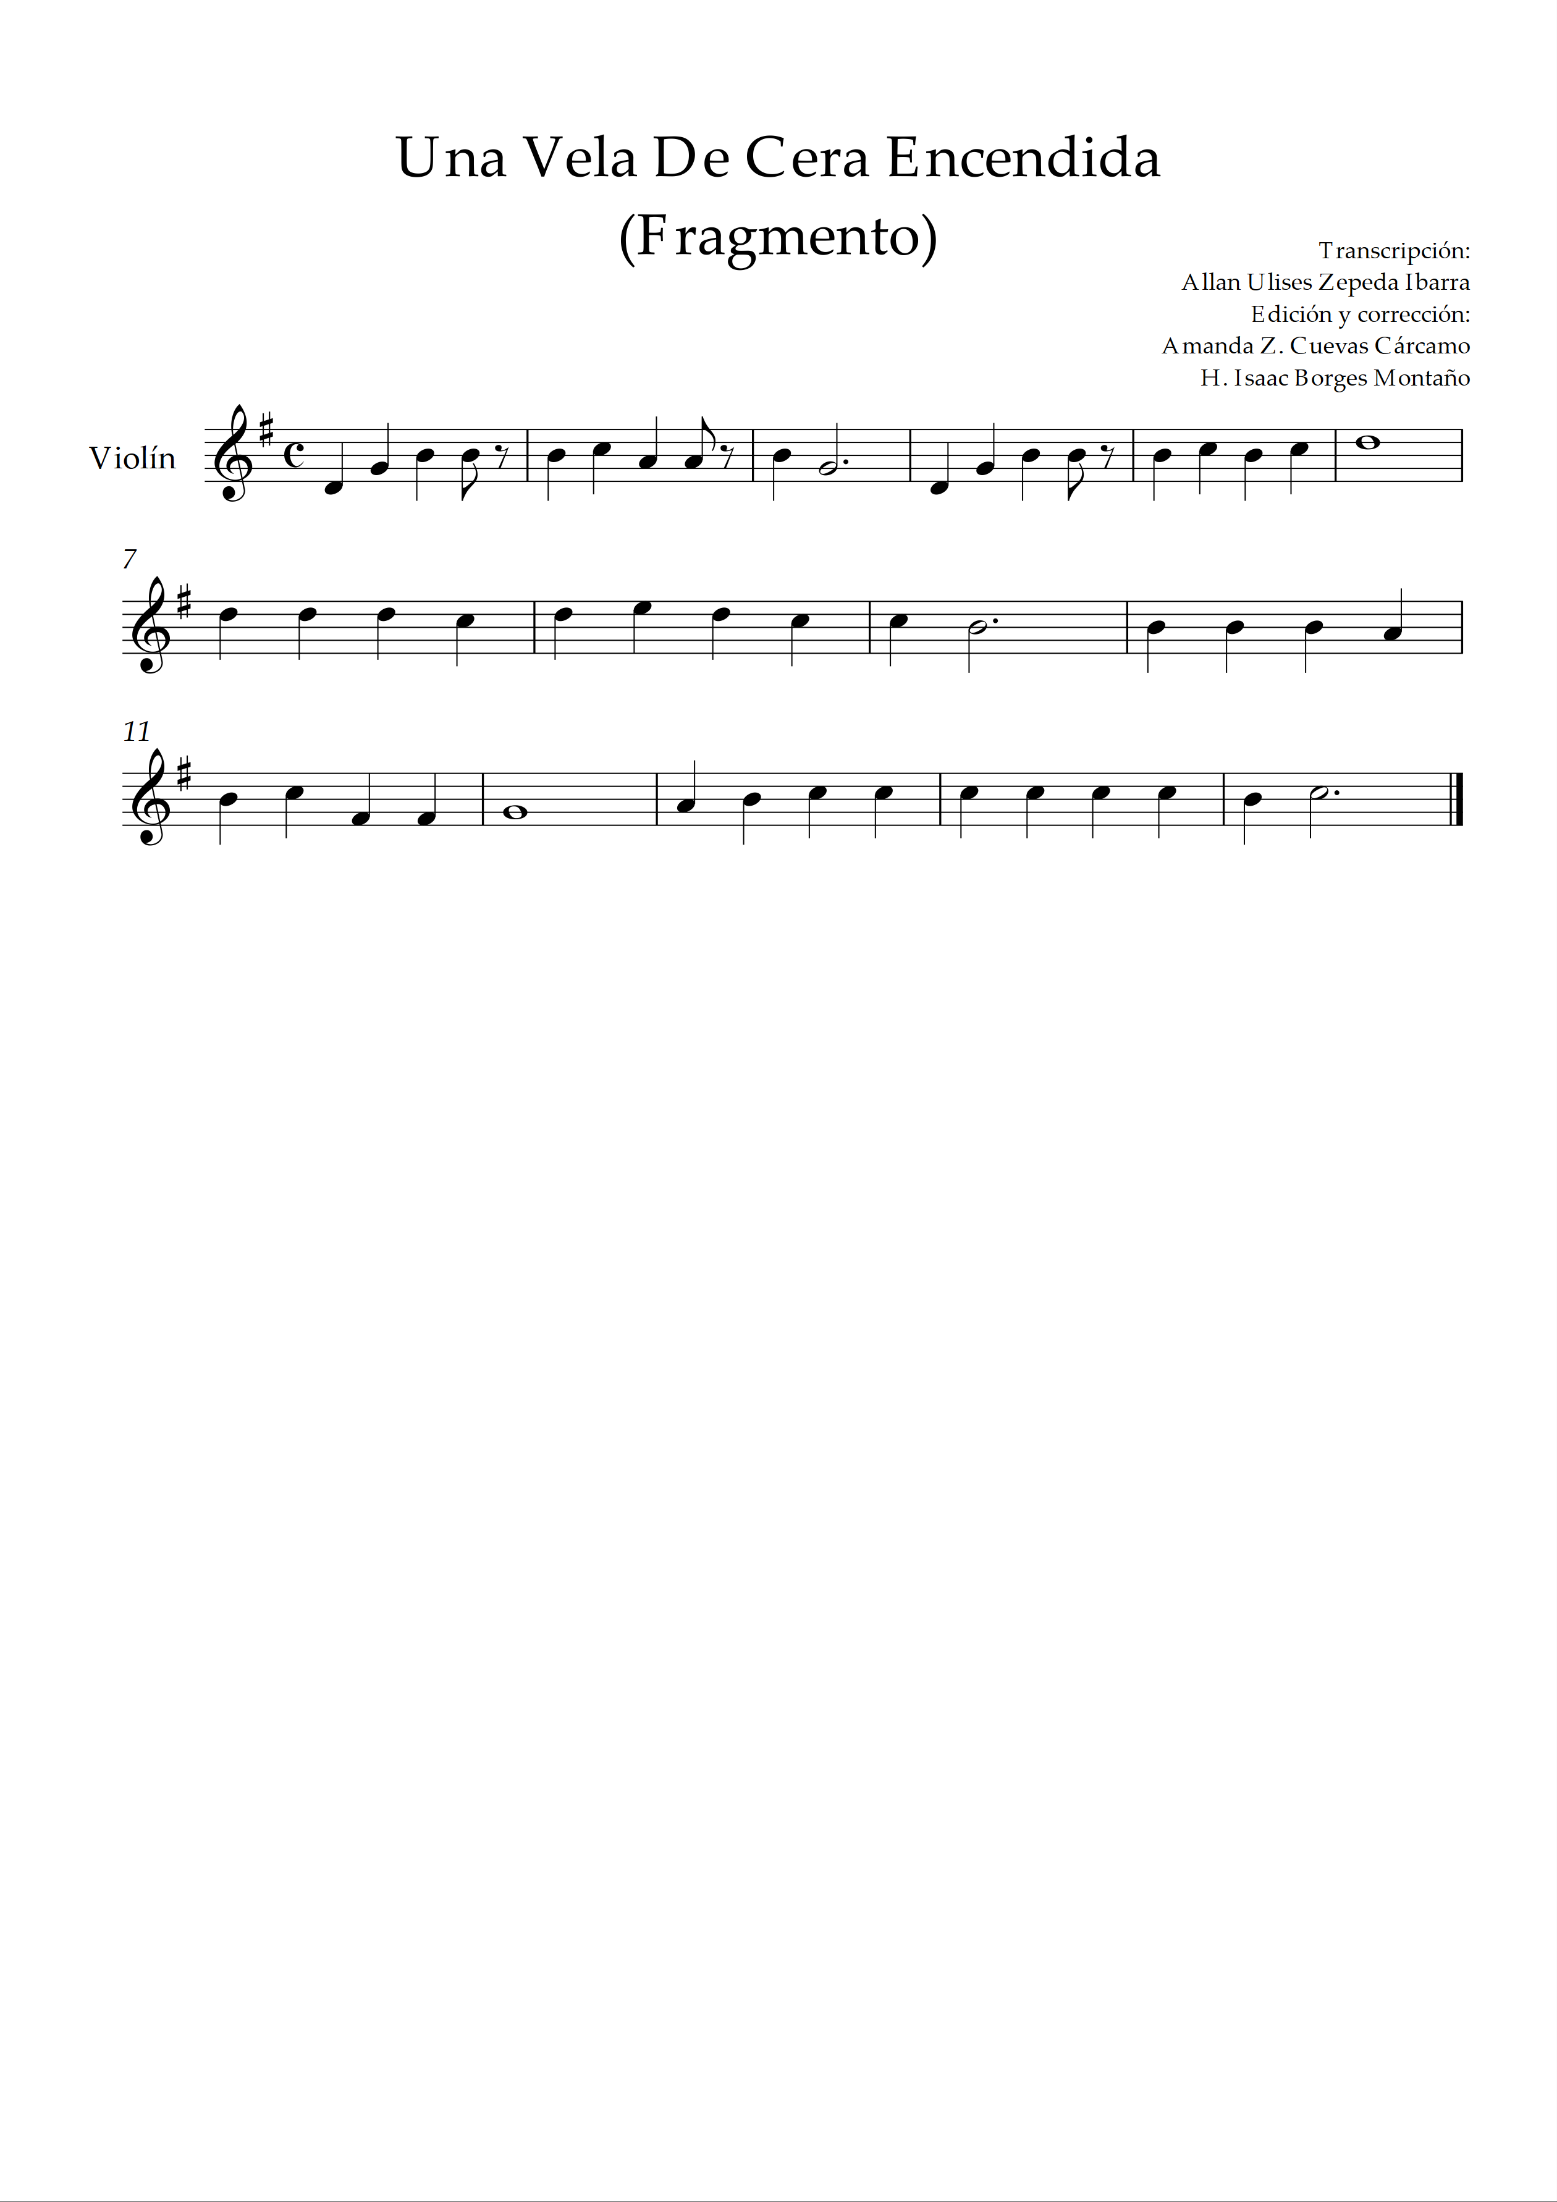 Una Vela De Cera Encendida
(Fragmento)
Transcripción:
Allan Ulises Zepeda Ibarra
Edición y corrección:
Amanda Z. Cuevas Cárcamo
H. Isaac Borges Montaño
Violín
7
11